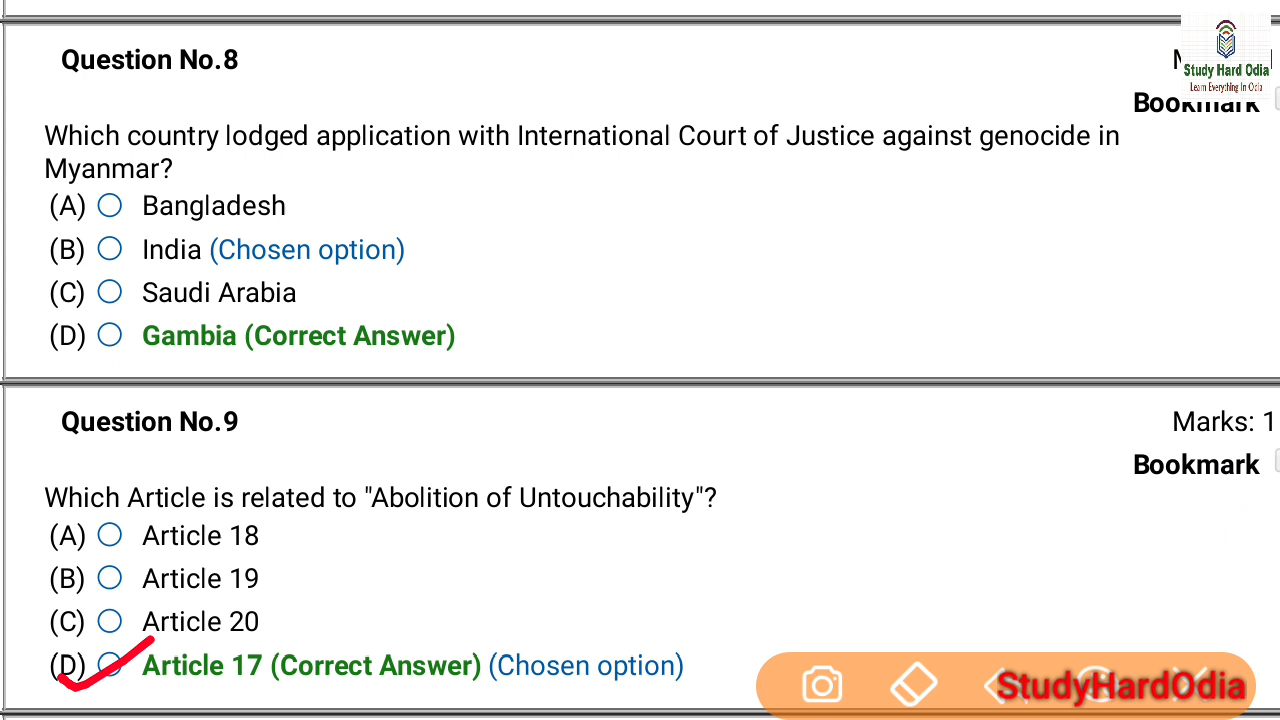 Question No.8
Study Hard Odia
Learn Everything In Odia
Bookmark
Which country lodged application with International Court of Justice against genocide in
Myanmar?
(A) Bangladesh
(B) India (Chosen option)
(C) Saudi Arabia
(D) Gambia (Correct Answer)
Question No.9
Marks: 1
Bookmark
Which Article is related to "Abolition of Untouchability"?
(A) Article 18
(B) Article 19
(C) Article 20
(D) Article 17 (Correct Answer) (Chosen option)
StudyHardOdia